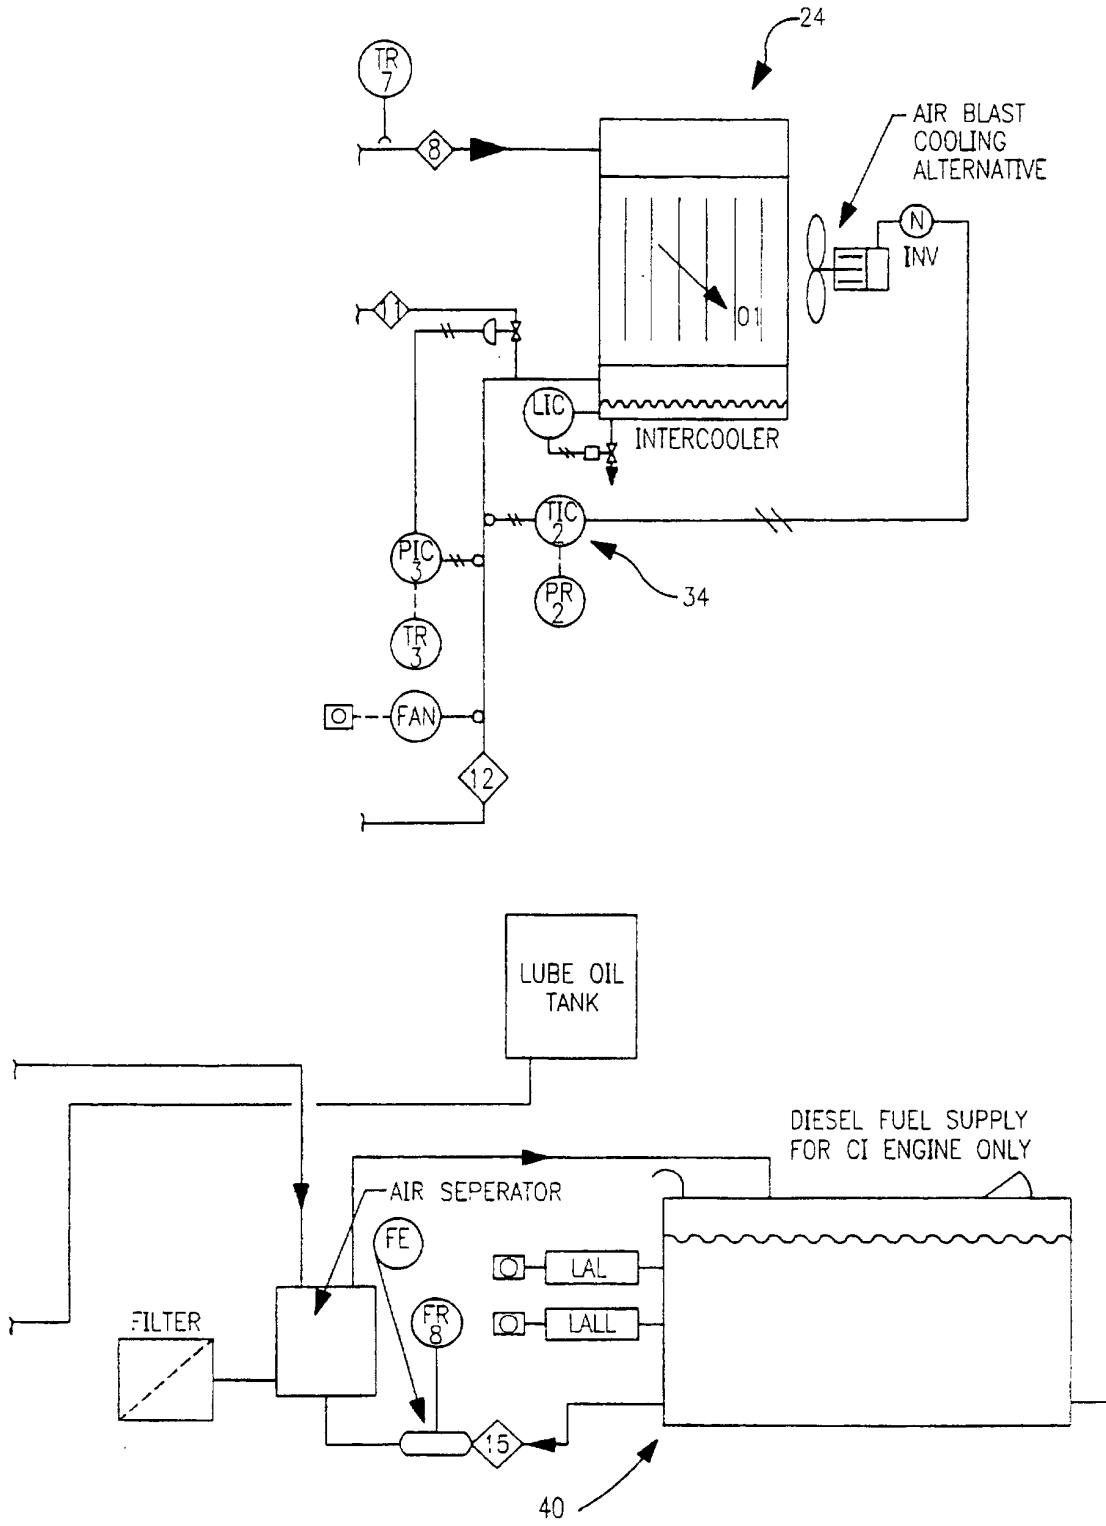 24
TR
7
8
AIR BLAST
COOLING
ALTERNATIVE
N
INV
11
01
LIC
INTERCOOLER
TIC
2
PIC
3
PR
2
34
TR
3
FAN
12
LUBE OIL
TANK
DIESEL FUEL SUPPLY
FOR CI ENGINE ONLY
AIR SEPERATOR
FE
LAL
FR
8
LALL
FILTER
15
40